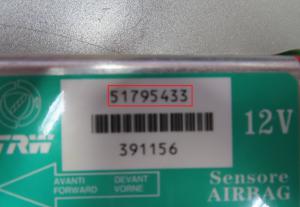 51795433
391156
TRW
12V
AVANTI DEVANT
FORWARD VORNE
Sensore
AIRBAG